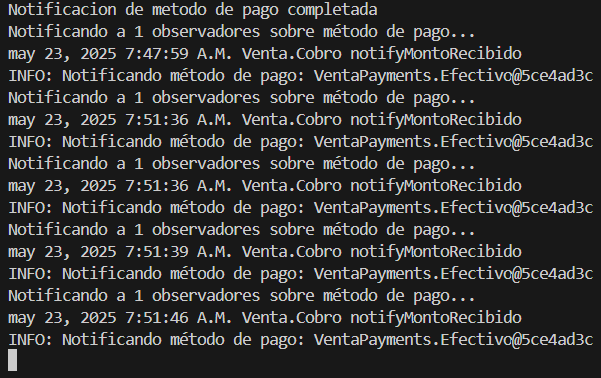 Notificacion de metodo de pago completada
Notificando a 1 observadores sobre método de pago...
may 23, 2025 7:47:59 A.M. Venta.Cobro notifyMontoRecibido
INFO: Notificando método de pago: VentaPayments.Efectivo@5ce4ad3c
Notificando a 1 observadores sobre método de pago...
may 23, 2025 7:51:36 A.M. Venta.Cobro notifyMontoRecibido
INFO: Notificando método de pago: VentaPayments.Efectivo@5ce4ad3c
Notificando a 1 observadores sobre método de pago...
may 23, 2025 7:51:36 A.M. Venta.Cobro notifyMontoRecibido
INFO: Notificando método de pago: VentaPayments.Efectivo@5ce4ad3c
Notificando a 1 observadores sobre método de pago...
may 23, 2025 7:51:39 A.M. Venta.Cobro notifyMontoRecibido
INFO: Notificando método de pago: VentaPayments.Efectivo@5ce4ad3c
Notificando a 1 observadores sobre método de pago...
may 23, 2025 7:51:46 A.M. Venta.Cobro notifyMontoRecibido
INFO: Notificando método de pago: VentaPayments.Efectivo@5ce4ad3c